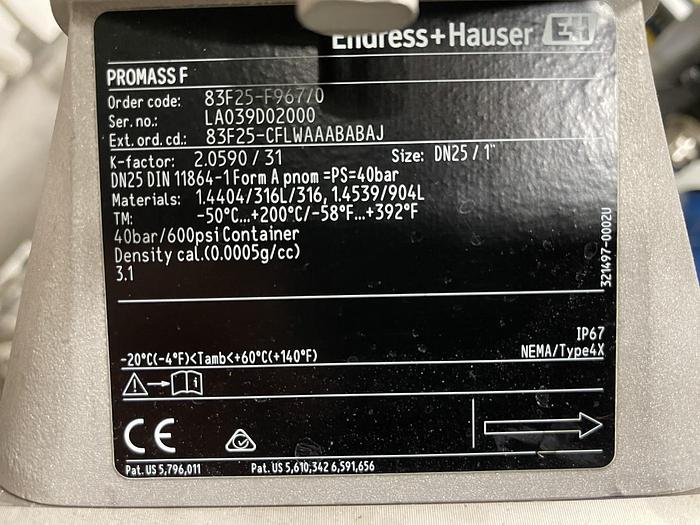 Endress+Hauser EH
PROMASS F
Order code: 83F25-F967/0
Ser.no.: LA039D02000
Ext.ord.cd.: 83F25-CFLWAAABABAJ
K-factor: 2.0590 / 31 Size: DN25 / 1"
DN25 DIN 11864-1 Form A pnom =PS=40bar
Materials: 1.4404/316L/316, 1.4539/904L
TM: -50°C...+200°C/-58°F...+392°F
40bar/600psi Container
Density cal.(0.0005g/cc)
3.1
321497-0002U
IP67
-20°C(-4°F)<Tamb<+60°C(+140°F) NEMA/Type4X
i
CE
Pat. US 5,796,011 Pat. US 5,610,342 6,591,656